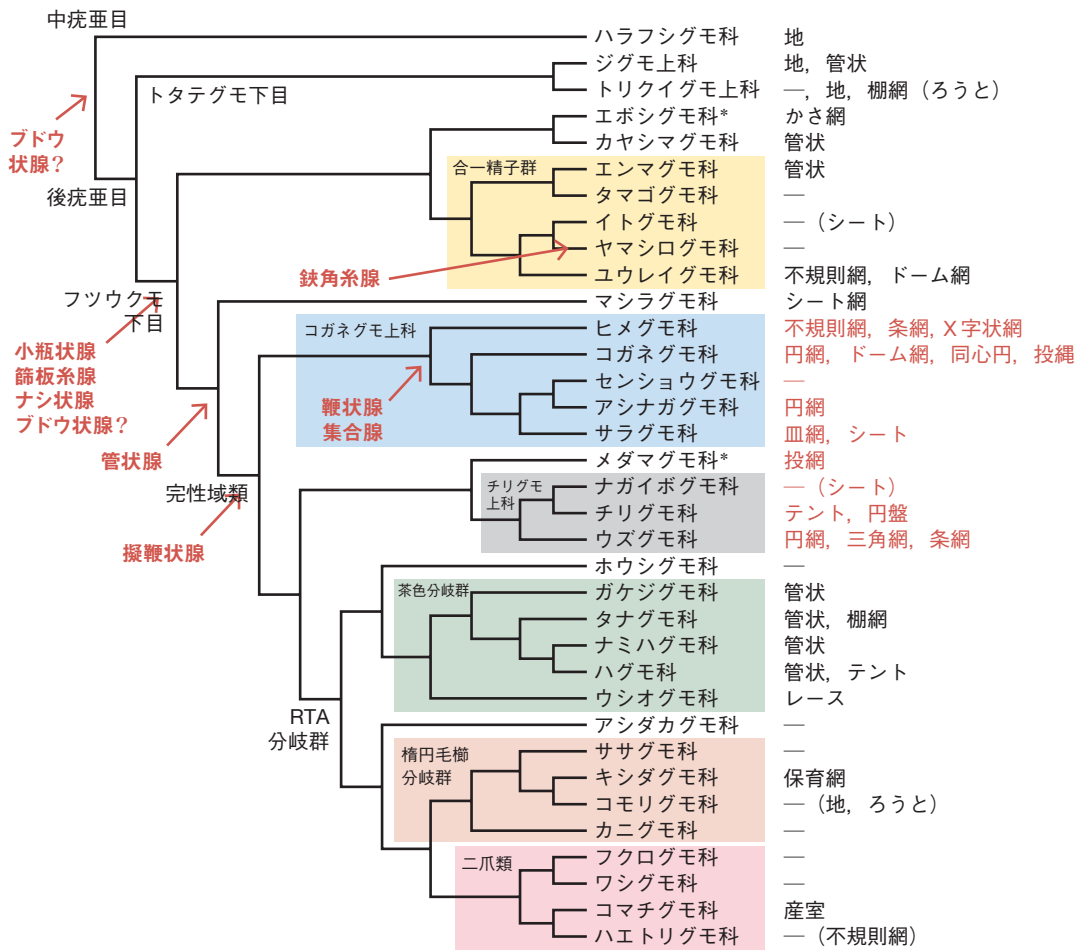 中疣亜目
ハラフシグモ科 地
ジグモ上科 地，管状
トタテグモ下目
トリクイグモ上科 ―，地，棚網（ろうと）
エボシグモ科* かさ網
ブドウ
状腺？
カヤシマグモ科 管状
合一精子群
エンマグモ科 管状
後疣亜目
タマゴグモ科 ―
イトグモ科 ―（シート）
ヤマシログモ科 ―
鋏角糸腺
ユウレイグモ科 不規則網，ドーム網
フツウクモ
下目
マシラグモ科 シート網
コガネグモ上科
ヒメグモ科 不規則網，条網，X字状網
小瓶状腺
篩板糸腺
ナシ状腺
ブドウ状腺？
コガネグモ科 円網，ドーム網，同心円，投縄
センショウグモ科 ―
鞭状腺
集合腺
アシナガグモ科 円網
サラグモ科 皿網，シート
管状腺
メダマグモ科* 投網
完性域類
チリグモ
上科
ナガイボグモ科 ―（シート）
チリグモ科 テント，円盤
ウズグモ科 円網，三角網，条網
擬鞭状腺
ホウシグモ科 ―
茶色分岐群
ガケジグモ科 管状
タナグモ科 管状，棚網
ナミハグモ科 管状
ハグモ科 管状，テント
ウシオグモ科 レース
RTA
分岐群
アシダカグモ科 ―
楕円毛櫛
分岐群
ササグモ科 ―
キシダグモ科 保育網
コモリグモ科 ―（地，ろうと）
カニグモ科 ―
二爪類
フクログモ科 ―
ワシグモ科 ―
コマチグモ科 産室
ハエトリグモ科 ―（不規則網）